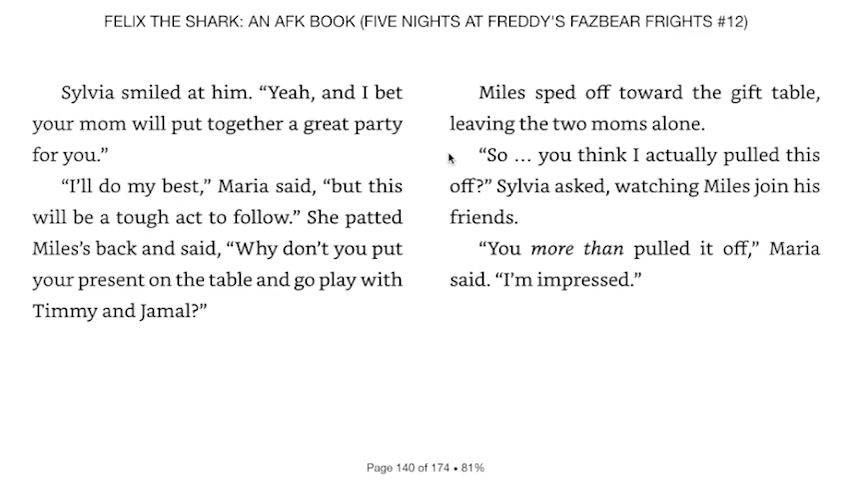 FELIX THE SHARK: AN AFK BOOK (FIVE NIGHTS AT FREDDY'S FAZBEAR FRIGHTS #12)
Sylvia smiled at him. “Yeah, and I bet
your mom will put together a great party
for you.”
“I’ll do my best,” Maria said, “but this
will be a tough act to follow.” She patted
Miles’s back and said, “Why don’t you put
your present on the table and go play with
Timmy and Jamal?”
Miles sped off toward the gift table,
leaving the two moms alone.
“So … you think I actually pulled this
off?” Sylvia asked, watching Miles join his
friends.
“You more than pulled it off,” Maria
said. “I’m impressed.”
Page 140 of 174 • 81%